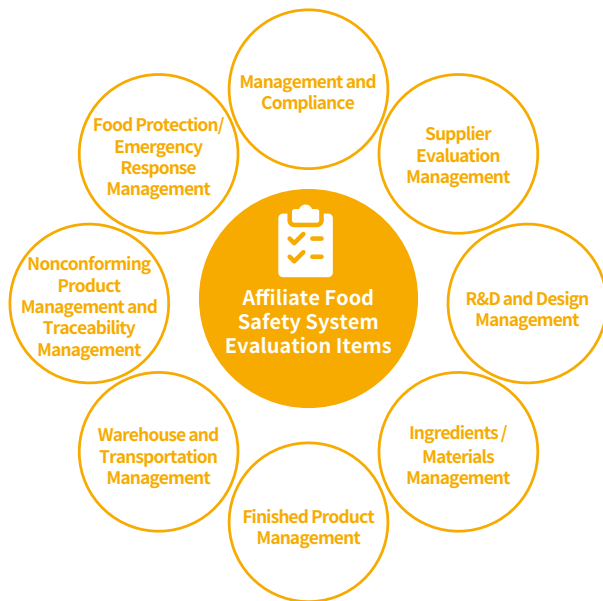 Management and
Compliance
Supplier
Evaluation
Management
R&D and Design
Management
Ingredients /
Materials
Management
Finished Product
Management
Warehouse and
Transportation
Management
Nonconforming
Product
Management and
Traceability
Management
Food Protection/
Emergency
Response
Management
Affiliate Food
Safety System
Evaluation Items